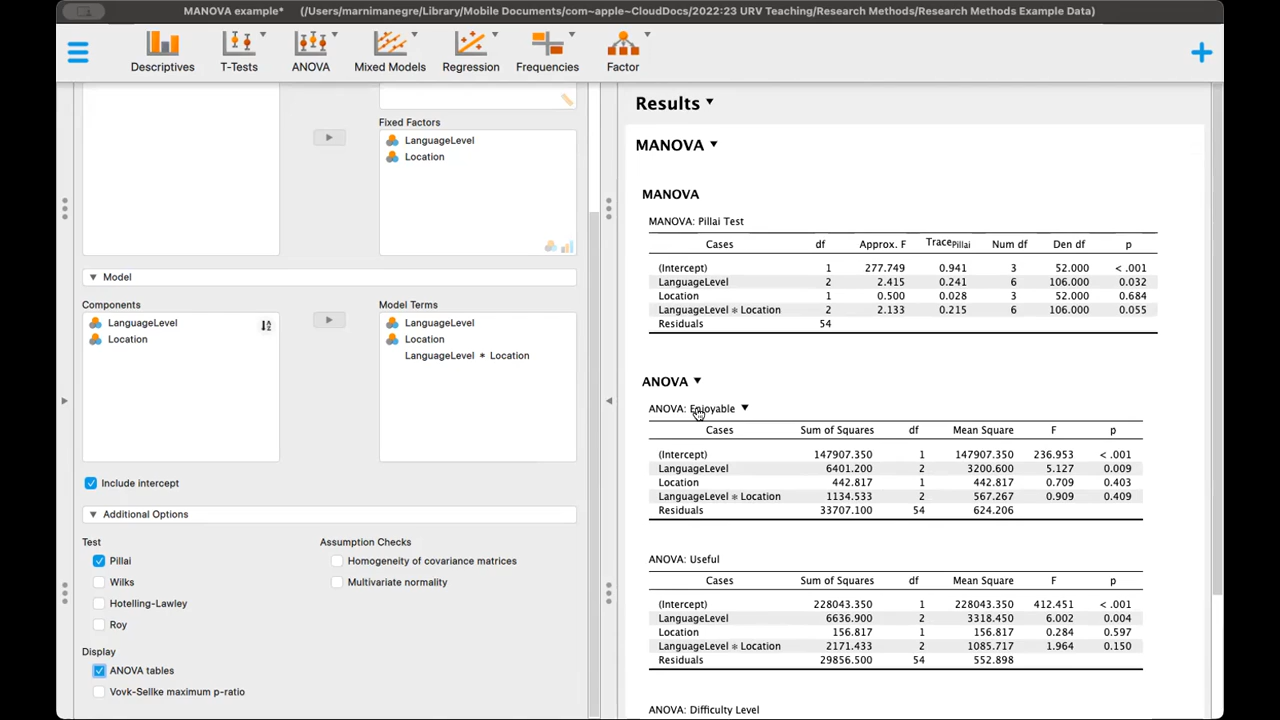 MANOVA example* (/Users/marnimanegre/Library/Mobile Documents/com~apple~CloudDocs/2022:23 URV Teaching/Research Methods/Research Methods Example Data)
Descriptives T-Tests ANOVA Mixed Models Regression Frequencies Factor
Fixed Factors
LanguageLevel
Location
Model
Components Model Terms
LanguageLevel LanguageLevel
Location Location
LanguageLevel * Location
Include intercept
Additional Options
Test Assumption Checks
Pillai Homogeneity of covariance matrices
Wilks Multivariate normality
Hotelling-Lawley
Roy
Display
ANOVA tables
Vovk-Sellke maximum p-ratio
Results
MANOVA
MANOVA
MANOVA: Pillai Test
Cases df Approx. F TracePillai Num df Den df p
(Intercept) 1 277.749 0.941 3 52.000 < .001
LanguageLevel 2 2.415 0.241 6 106.000 0.032
Location 1 0.500 0.028 3 52.000 0.684
LanguageLevel * Location 2 2.133 0.215 6 106.000 0.055
Residuals 54
ANOVA
ANOVA: Enjoyable
Cases Sum of Squares df Mean Square F p
(Intercept) 147907.350 1 147907.350 236.953 < .001
LanguageLevel 6401.200 2 3200.600 5.127 0.009
Location 442.817 1 442.817 0.709 0.403
LanguageLevel * Location 1134.533 2 567.267 0.909 0.409
Residuals 33707.100 54 624.206
ANOVA: Useful
Cases Sum of Squares df Mean Square F p
(Intercept) 228043.350 1 228043.350 412.451 < .001
LanguageLevel 6636.900 2 3318.450 6.002 0.004
Location 156.817 1 156.817 0.284 0.597
LanguageLevel * Location 2171.433 2 1085.717 1.964 0.150
Residuals 29856.500 54 552.898
ANOVA: Difficulty Level